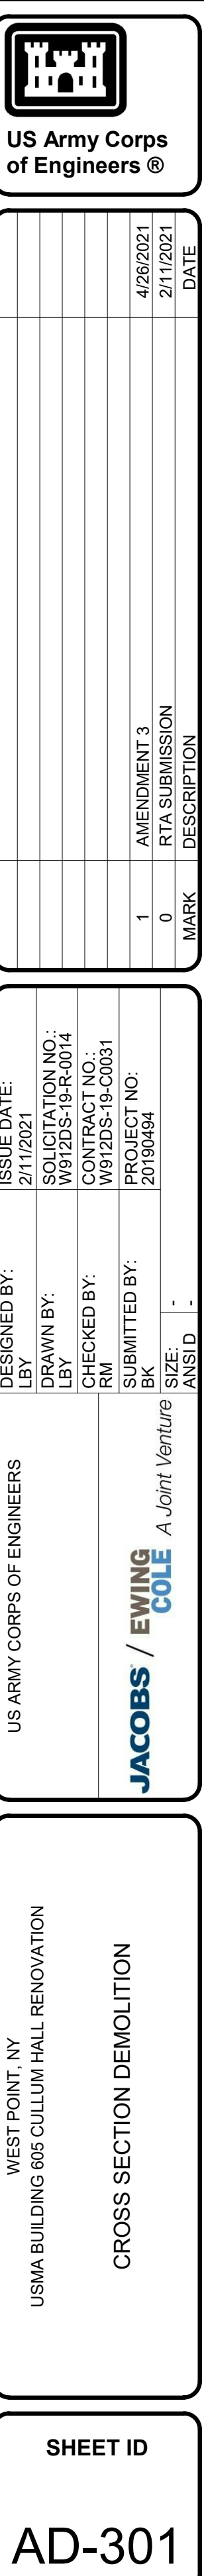 US Army Corps
of Engineers ®
4/26/2021
2/11/2021
DATE
AMENDMENT 3
RTA SUBMISSION
DESCRIPTION
1
0
MARK
ISSUE DATE:
2/11/2021
SOLICITATION NO.:
W912DS-19-R-0014
CONTRACT NO.:
W912DS-19-C0031
PROJECT NO:
20190494
DESIGNED BY:
LBY
DRAWN BY:
LBY
CHECKED BY:
RM
SUBMITTED BY:
BK
SIZE: -
ANSI D -
US ARMY CORPS OF ENGINEERS
JACOBS / EWING
COLE A Joint Venture
WEST POINT, NY
USMA BUILDING 605 CULLUM HALL RENOVATION
CROSS SECTION DEMOLITION
SHEET ID
AD-301